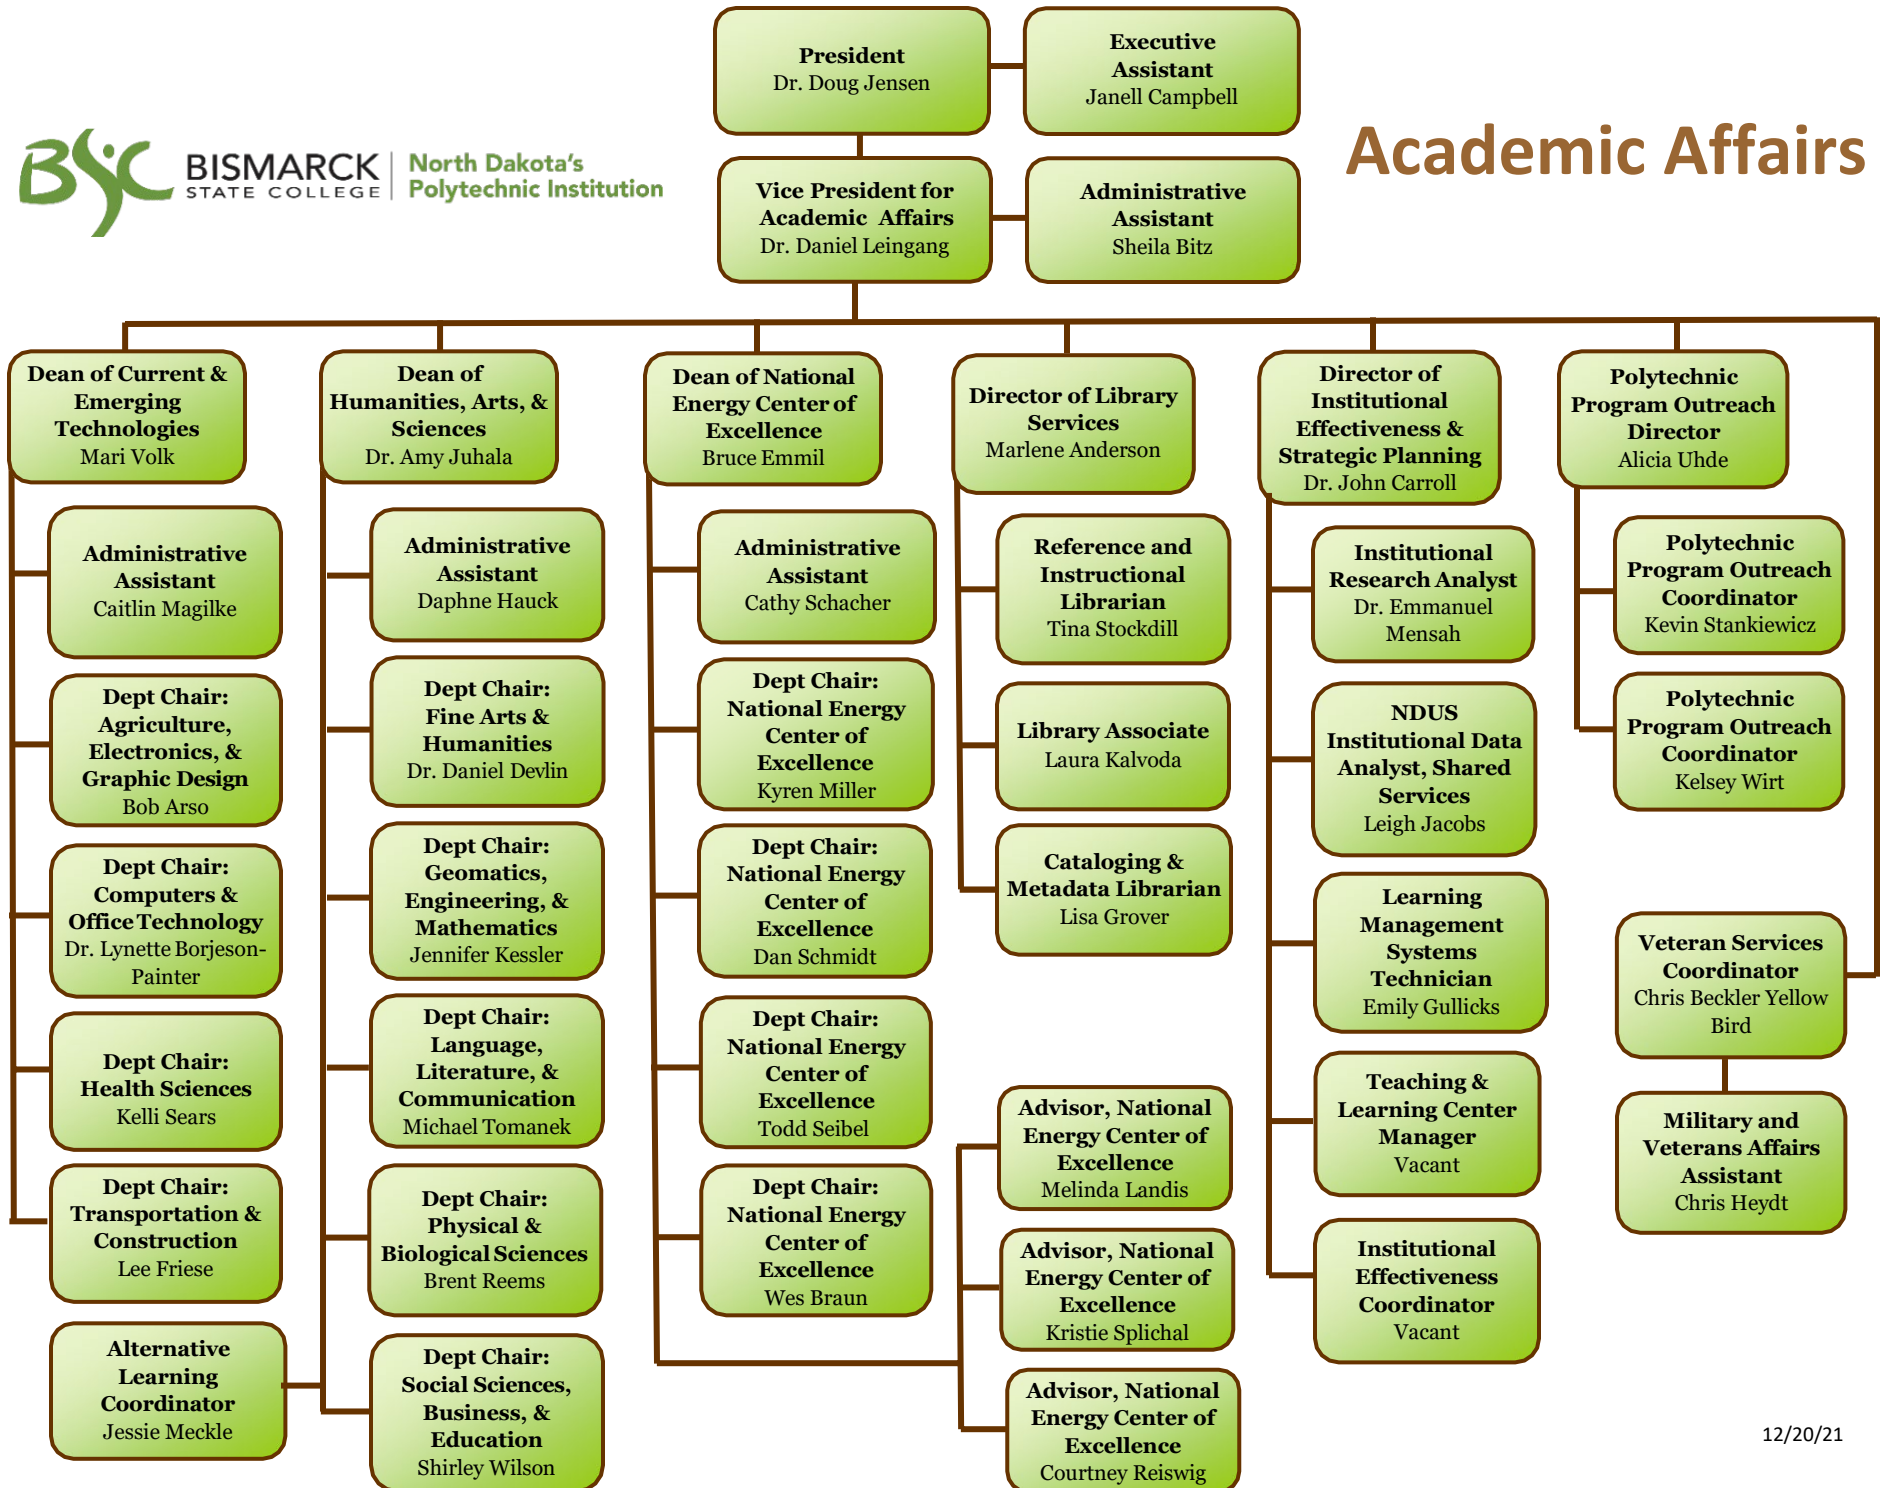 President
Dr. Doug Jensen
Executive
Assistant
Janell Campbell
BSC
BISMARCK
STATE COLLEGE
North Dakota's
Polytechnic Institution
Academic Affairs
Vice President for
Academic Affairs
Dr. Daniel Leingang
Administrative
Assistant
Sheila Bitz
Dean of Current &
Emerging
Technologies
Mari Volk
Administrative
Assistant
Caitlin Magilke
Dept Chair:
Agriculture,
Electronics, &
Graphic Design
Bob Arso
Dept Chair:
Computers &
Office Technology
Dr. Lynette Borjeson-
Painter
Dept Chair:
Health Sciences
Kelli Sears
Dept Chair:
Transportation &
Construction
Lee Friese
Alternative
Learning
Coordinator
Jessie Meckle
Dean of
Humanities, Arts, &
Sciences
Dr. Amy Juhala
Administrative
Assistant
Daphne Hauck
Dept Chair:
Fine Arts &
Humanities
Dr. Daniel Devlin
Dept Chair:
Geomatics,
Engineering, &
Mathematics
Jennifer Kessler
Dept Chair:
Language,
Literature, &
Communication
Michael Tomanek
Dept Chair:
Physical &
Biological Sciences
Brent Reems
Dept Chair:
Social Sciences,
Business, &
Education
Shirley Wilson
Dean of National
Energy Center of
Excellence
Bruce Emmil
Administrative
Assistant
Cathy Schacher
Dept Chair:
National Energy
Center of
Excellence
Kyren Miller
Dept Chair:
National Energy
Center of
Excellence
Dan Schmidt
Dept Chair:
National Energy
Center of
Excellence
Todd Seibel
Dept Chair:
National Energy
Center of
Excellence
Wes Braun
Advisor, National
Energy Center of
Excellence
Melinda Landis
Advisor, National
Energy Center of
Excellence
Kristie Splichal
Advisor, National
Energy Center of
Excellence
Courtney Reiswig
Director of Library
Services
Marlene Anderson
Reference and
Instructional
Librarian
Tina Stockdill
Library Associate
Laura Kalvoda
Cataloging &
Metadata Librarian
Lisa Grover
Director of
Institutional
Effectiveness &
Strategic Planning
Dr. John Carroll
Institutional
Research Analyst
Dr. Emmanuel
Mensah
NDUS
Institutional Data
Analyst, Shared
Services
Leigh Jacobs
Learning
Management
Systems
Technician
Emily Gullicks
Teaching &
Learning Center
Manager
Vacant
Institutional
Effectiveness
Coordinator
Vacant
Polytechnic
Program Outreach
Director
Alicia Uhde
Polytechnic
Program Outreach
Coordinator
Kevin Stankiewicz
Polytechnic
Program Outreach
Coordinator
Kelsey Wirt
Veteran Services
Coordinator
Chris Beckler Yellow
Bird
Military and
Veterans Affairs
Assistant
Chris Heydt
12/20/21